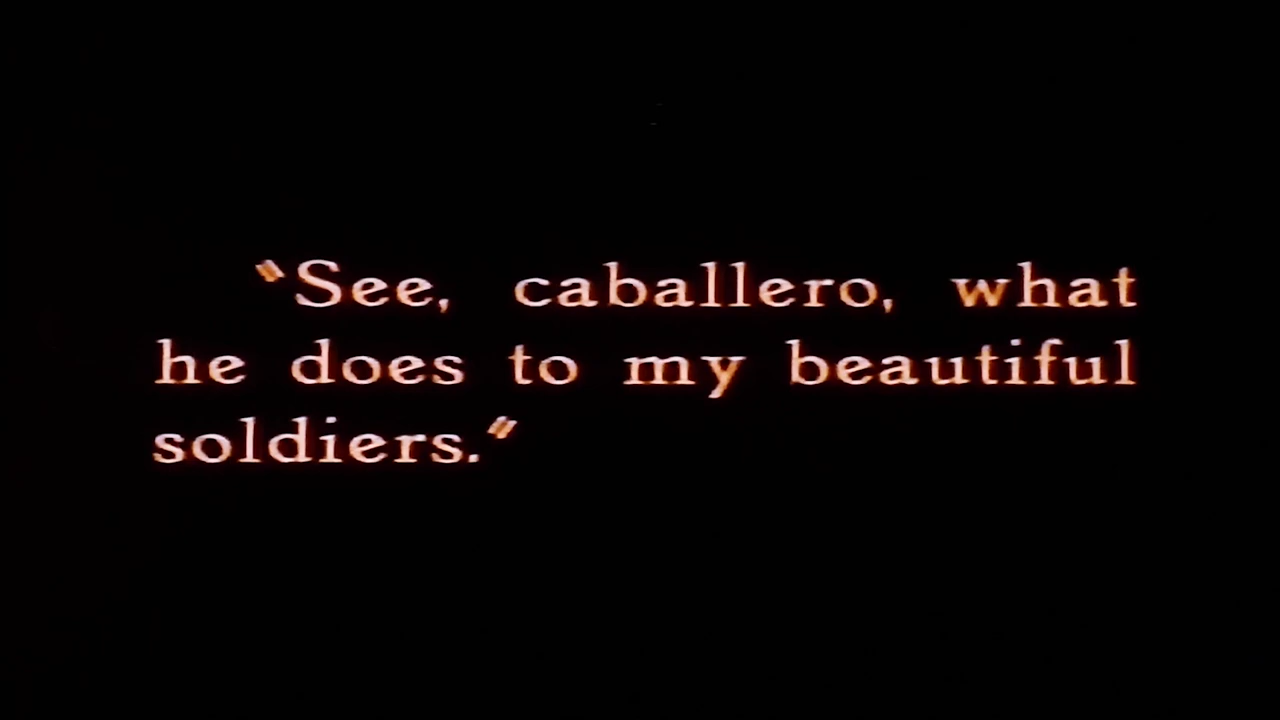 "See, caballero, what
he does to my beautiful
soldiers."